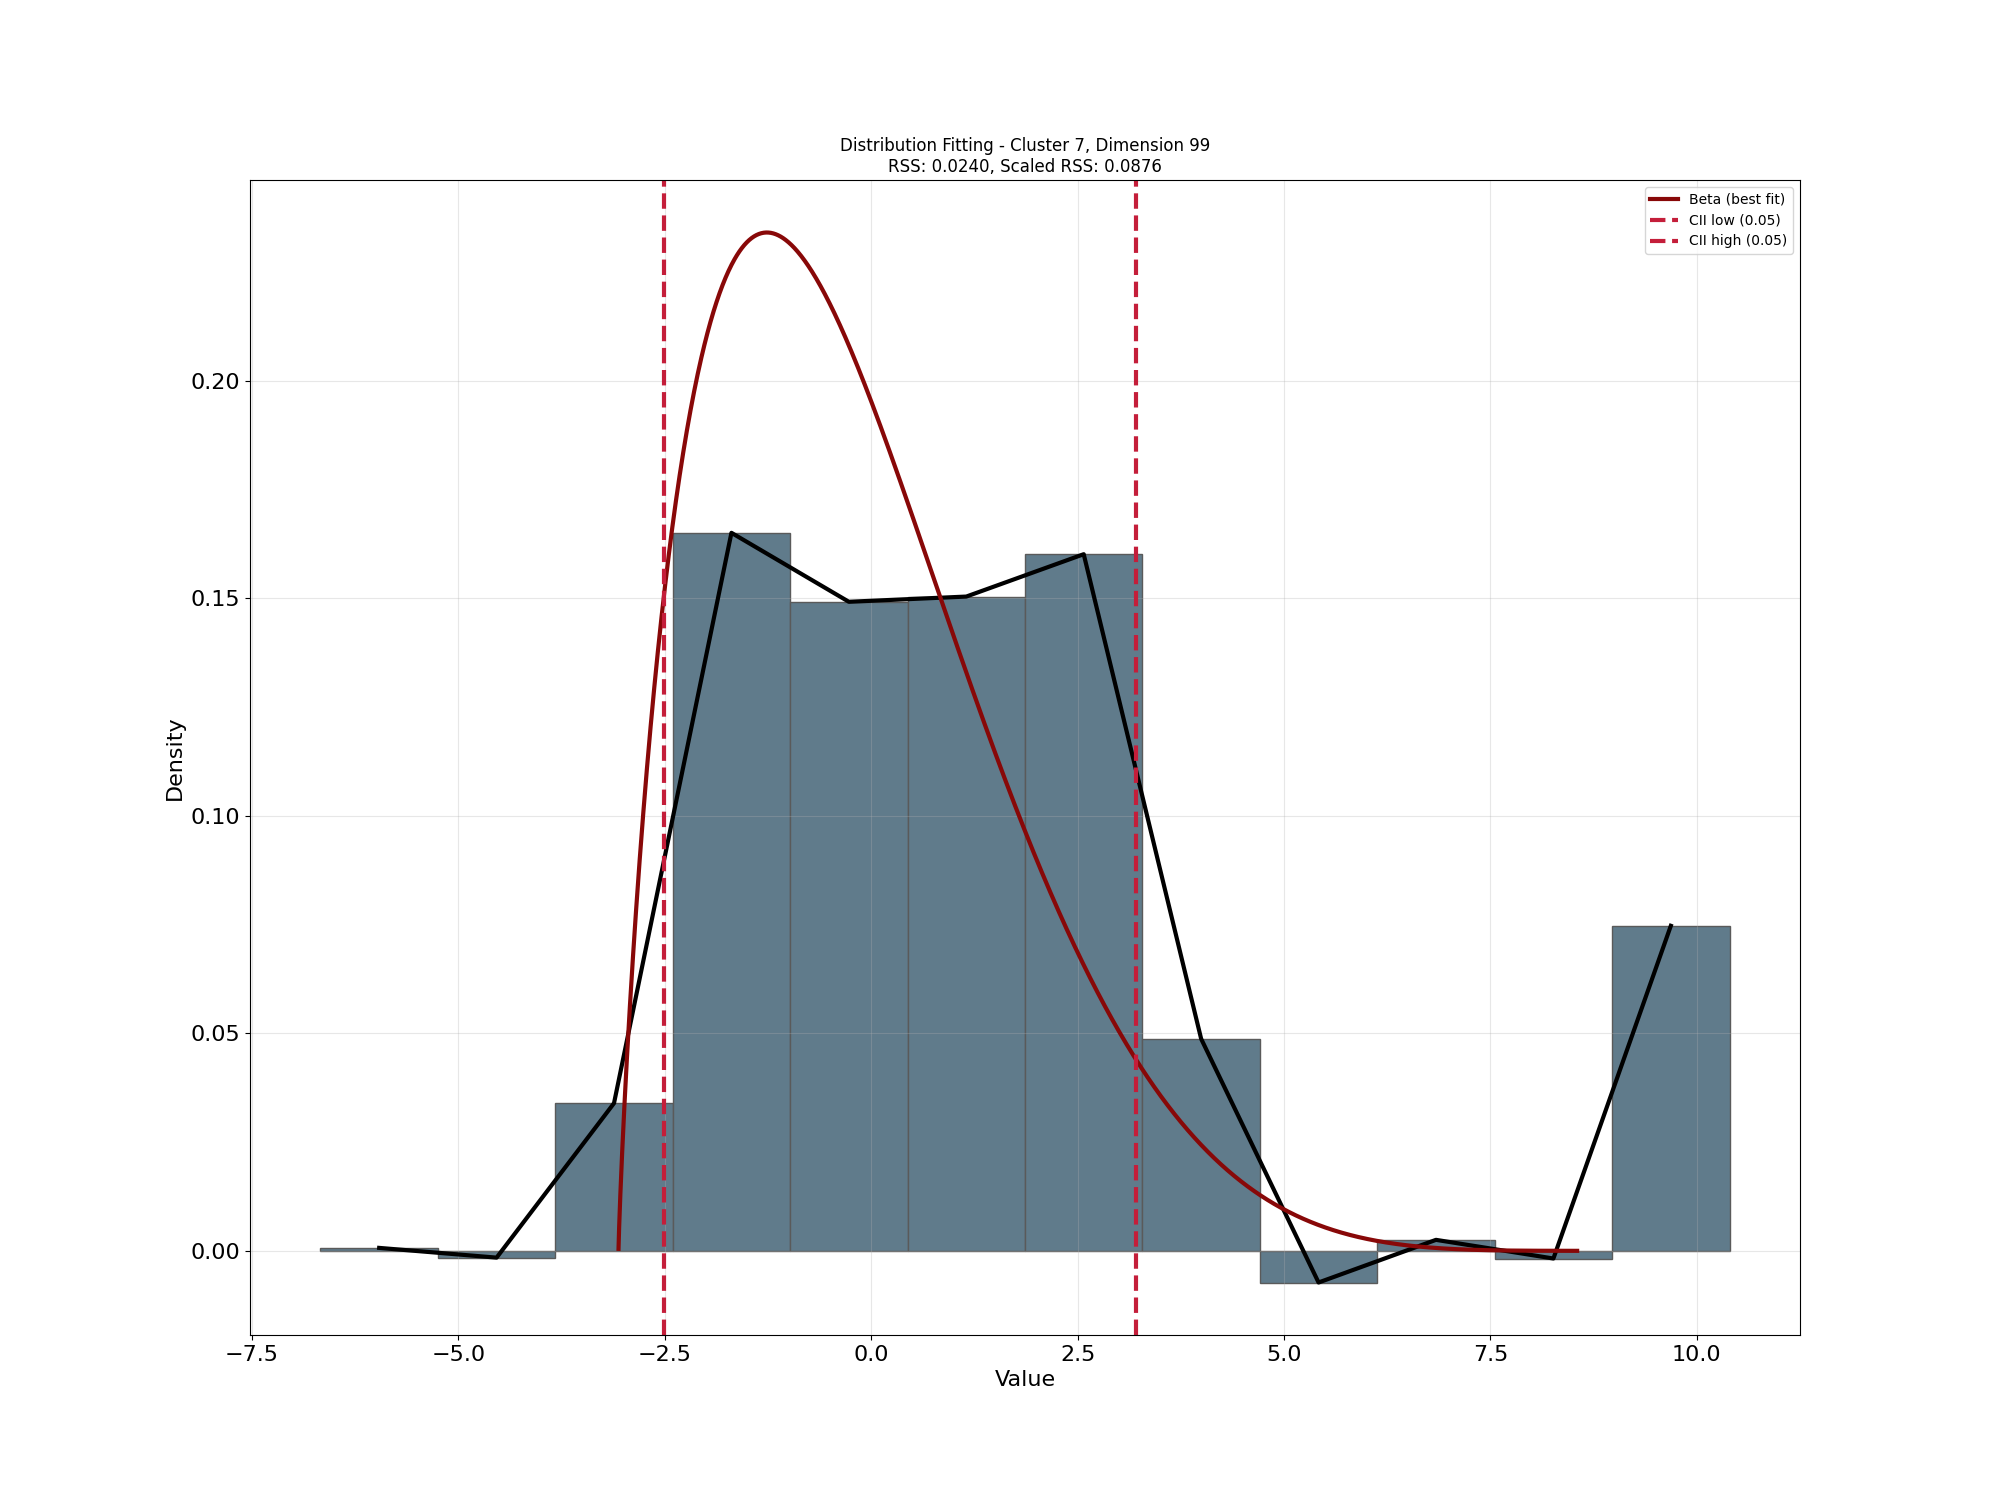 Distribution Fitting - Cluster 7, Dimension 99
RSS: 0.0240, Scaled RSS: 0.0876
Beta (best fit)
CII low (0.05)
CII high (0.05)
0.20
0.15
0.10
0.05
0.00
Density
−7.5
−5.0
−2.5
0.0
2.5
5.0
7.5
10.0
Value